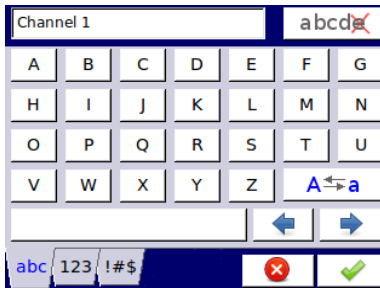 Channel 1 abcde
A B C D E F G
H I J K L M N
O P Q R S T U
V W X Y Z A a
abc 123 !#$